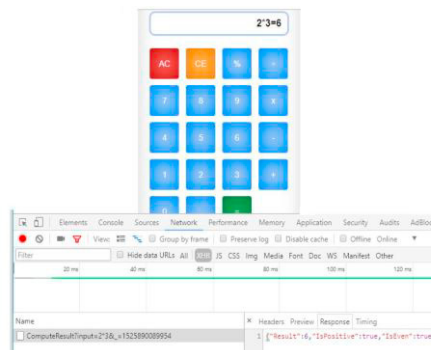 2*3=6
AC CE %
7 8 9 x
4 5 6 -
1 2 3 +
Elements Console Sources Network Performance Memory Application Security Audits AdBlo
View: Group by frame Preserve log Disable cache Offline Online
Filter Hide data URLs All XHR JS CSS Img Media Font Doc WS Manifest Other
20 ms 40 ms 60 ms 80 ms 100 ms 120 ms
Name
× Headers Preview Response Timing
ComputeResult?input=2*3&_=1525890089954
1 {"Result":6,"IsPositive":true,"IsEven":true